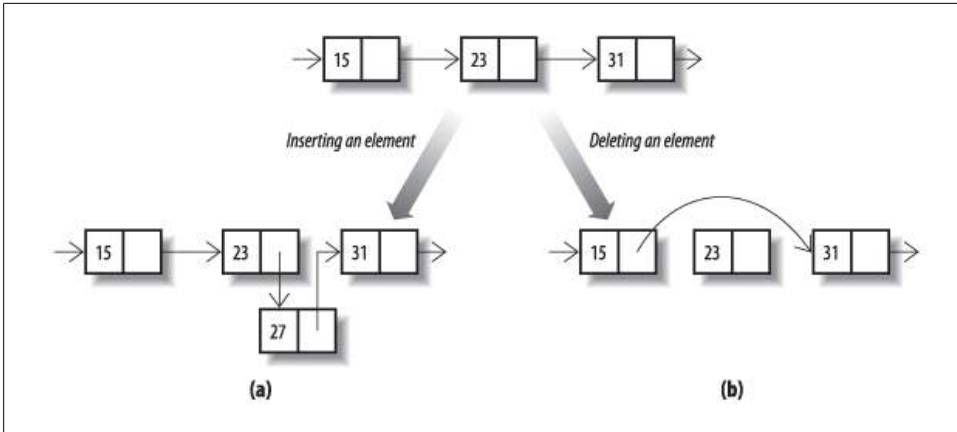 15 23 31
Inserting an element Deleting an element
15 23 31 15 23 31
27
(a) (b)